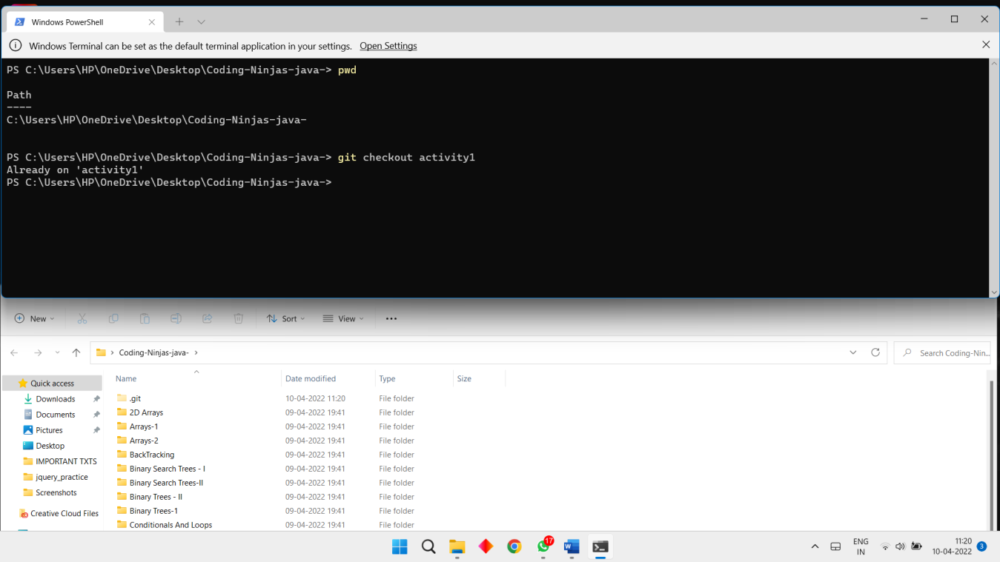 Windows PowerShell
Windows Terminal can be set as the default terminal application in your settings. Open Settings
PS C:\Users\HP\OneDrive\Desktop\Coding-Ninjas-java-> pwd
Path
----
C:\Users\HP\OneDrive\Desktop\Coding-Ninjas-java-
PS C:\Users\HP\OneDrive\Desktop\Coding-Ninjas-java-> git checkout activity1
Already on 'activity1'
PS C:\Users\HP\OneDrive\Desktop\Coding-Ninjas-java->
New Sort View
Coding-Ninjas-java- Search Coding-Nin...
Name Date modified Type Size
Quick access
Downloads
Documents
Pictures
Desktop
IMPORTANT TXTS
jquery_practice
Screenshots
Creative Cloud Files
.git 10-04-2022 11:20 File folder
2D Arrays 09-04-2022 19:41 File folder
Arrays-1 09-04-2022 19:41 File folder
Arrays-2 09-04-2022 19:41 File folder
BackTracking 09-04-2022 19:41 File folder
Binary Search Trees - I 09-04-2022 19:41 File folder
Binary Search Trees-II 09-04-2022 19:41 File folder
Binary Trees - II 09-04-2022 19:41 File folder
Binary Trees-1 09-04-2022 19:41 File folder
Conditionals And Loops 09-04-2022 19:41 File folder
17
ENG
IN
11:20
10-04-2022
3